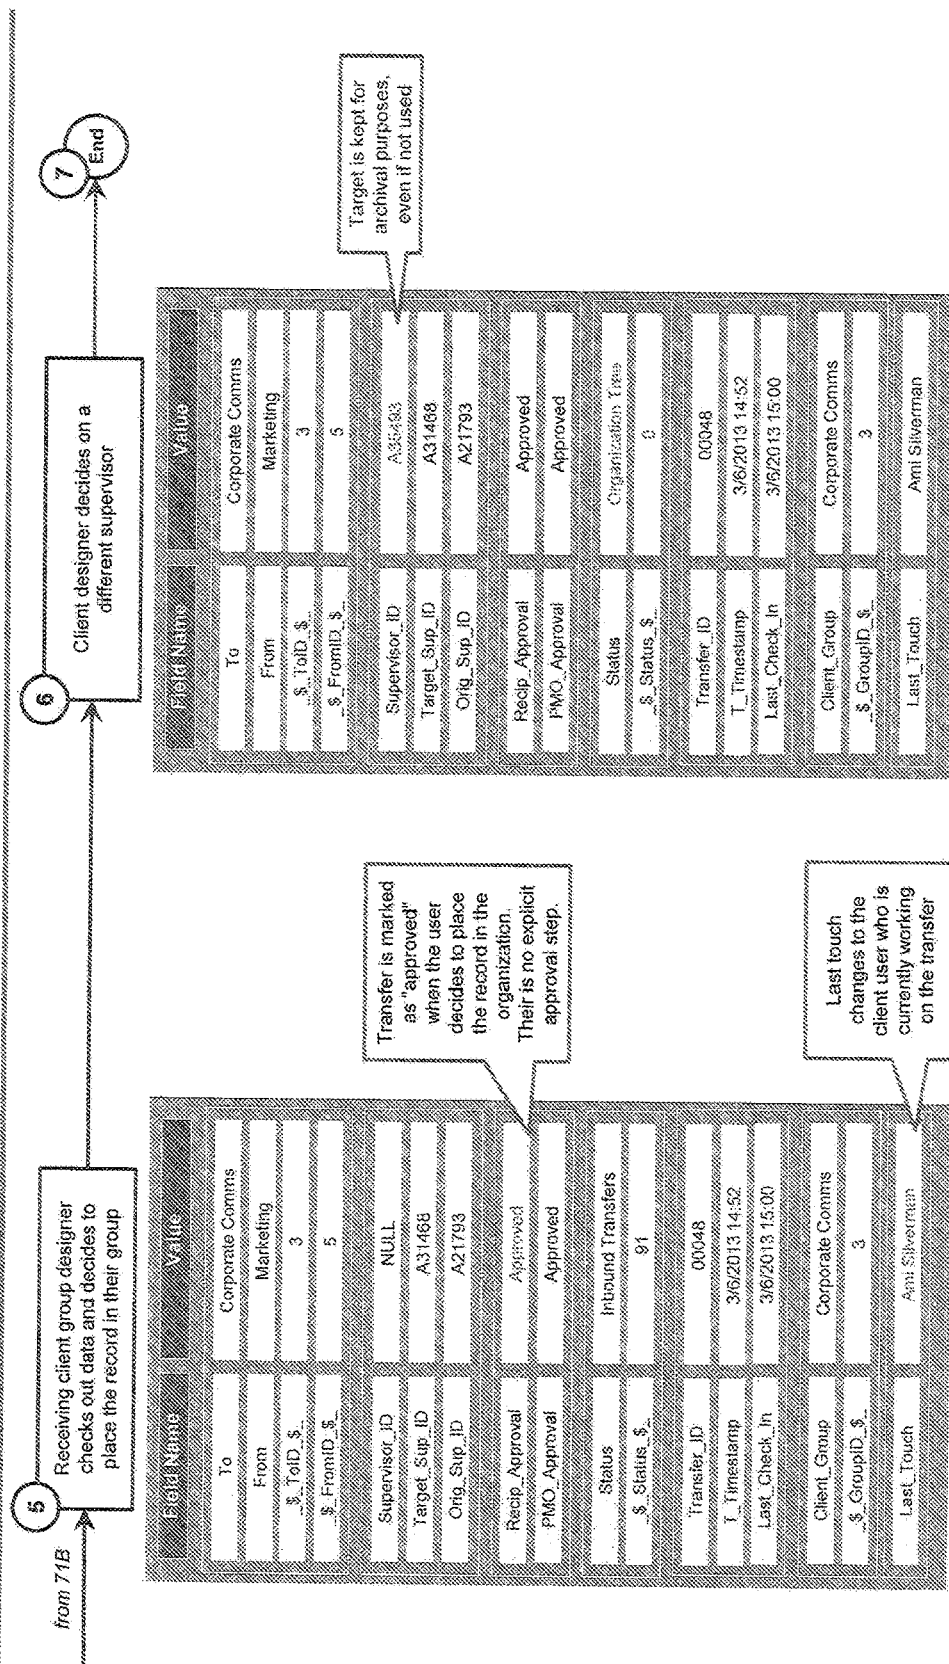 from 71B
5
Receiving client group designer
checks out data and decides to
place the record in their group
Field Name Value
To Corporate Comms
From Marketing
_$_ToID_$_ 3
_$_FromID_$_ 5
Supervisor_ID NULL
Target_Sup_ID A31468
Orig_Sup_ID A21793
Recip_Approval Approved
PMO_Approval Approved
Status Inbound Transfers
_$_Status_$_ 91
Transfer_ID 00048
T_Timestamp 3/6/2013 14:52
Last_Check_In 3/6/2013 15:00
Client_Group Corporate Comms
_$_GroupID_$_ 3
Last_Touch Ami Silverman
Transfer is marked
as "approved"
when the user
decides to place
the record in the
organization.
Their is no explicit
approval step.
Last touch
changes to the
client user who is
currently working
on the transfer
6
Client designer decides on a
different supervisor
Field Name Value
To Corporate Comms
From Marketing
_$_ToID_$_ 3
_$_FromID_$_ 5
Supervisor_ID
Target_Sup_ID A31468
Orig_Sup_ID A21793
Recip_Approval Approved
PMO_Approval Approved
Status Organization Tree
_$_Status_$_ 0
Transfer_ID 00048
T_Timestamp 3/6/2013 14:52
Last_Check_In 3/6/2013 15:00
Client_Group Corporate Comms
_$_GroupID_$_ 3
Last_Touch Ami Silverman
Target is kept for
archival purposes,
even if not used
7
End